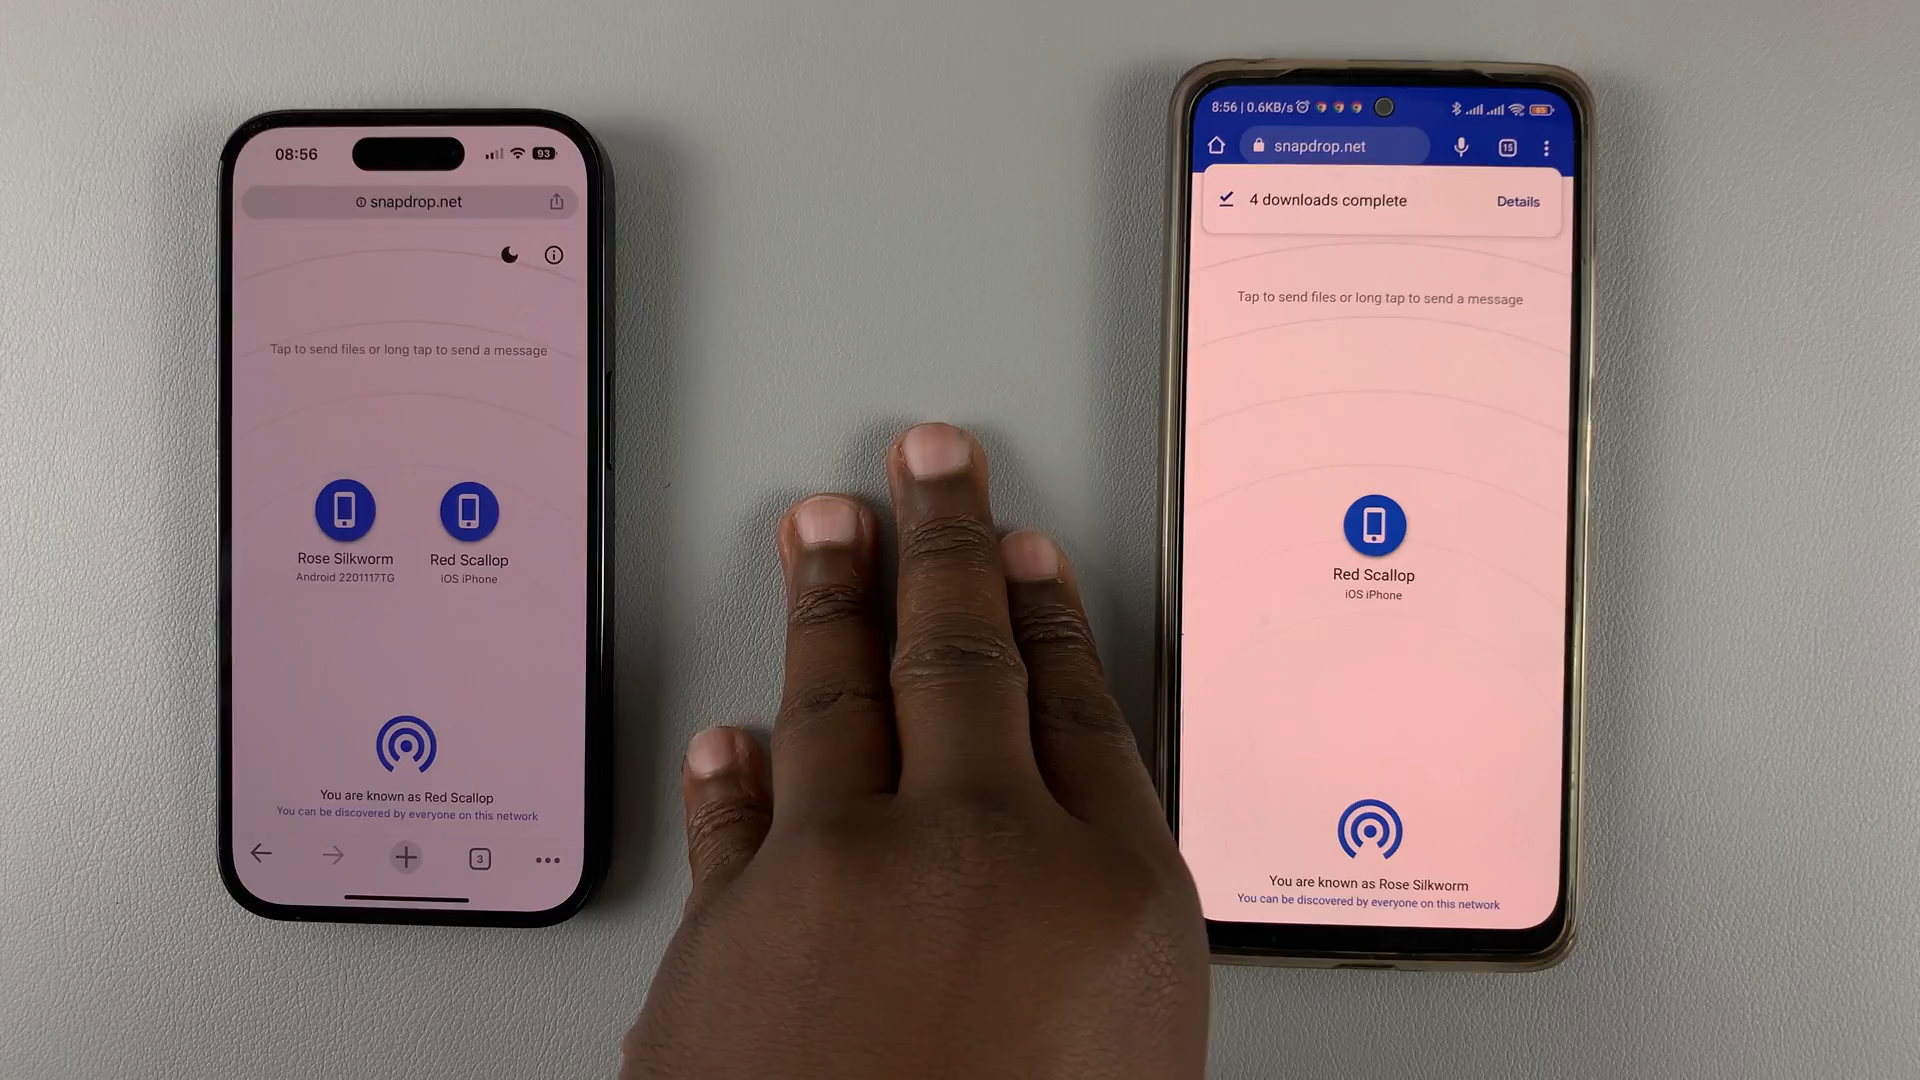 08:56
93
snapdrop.net
Tap to send files or long tap to send a message
Rose Silkworm
Android 2201117TG
Red Scallop
iOS iPhone
You are known as Red Scallop
You can be discovered by everyone on this network
3
8:56 | 0.6KB/s
85
snapdrop.net
15
4 downloads complete
Details
Tap to send files or long tap to send a message
Red Scallop
iOS iPhone
You are known as Rose Silkworm
You can be discovered by everyone on this network